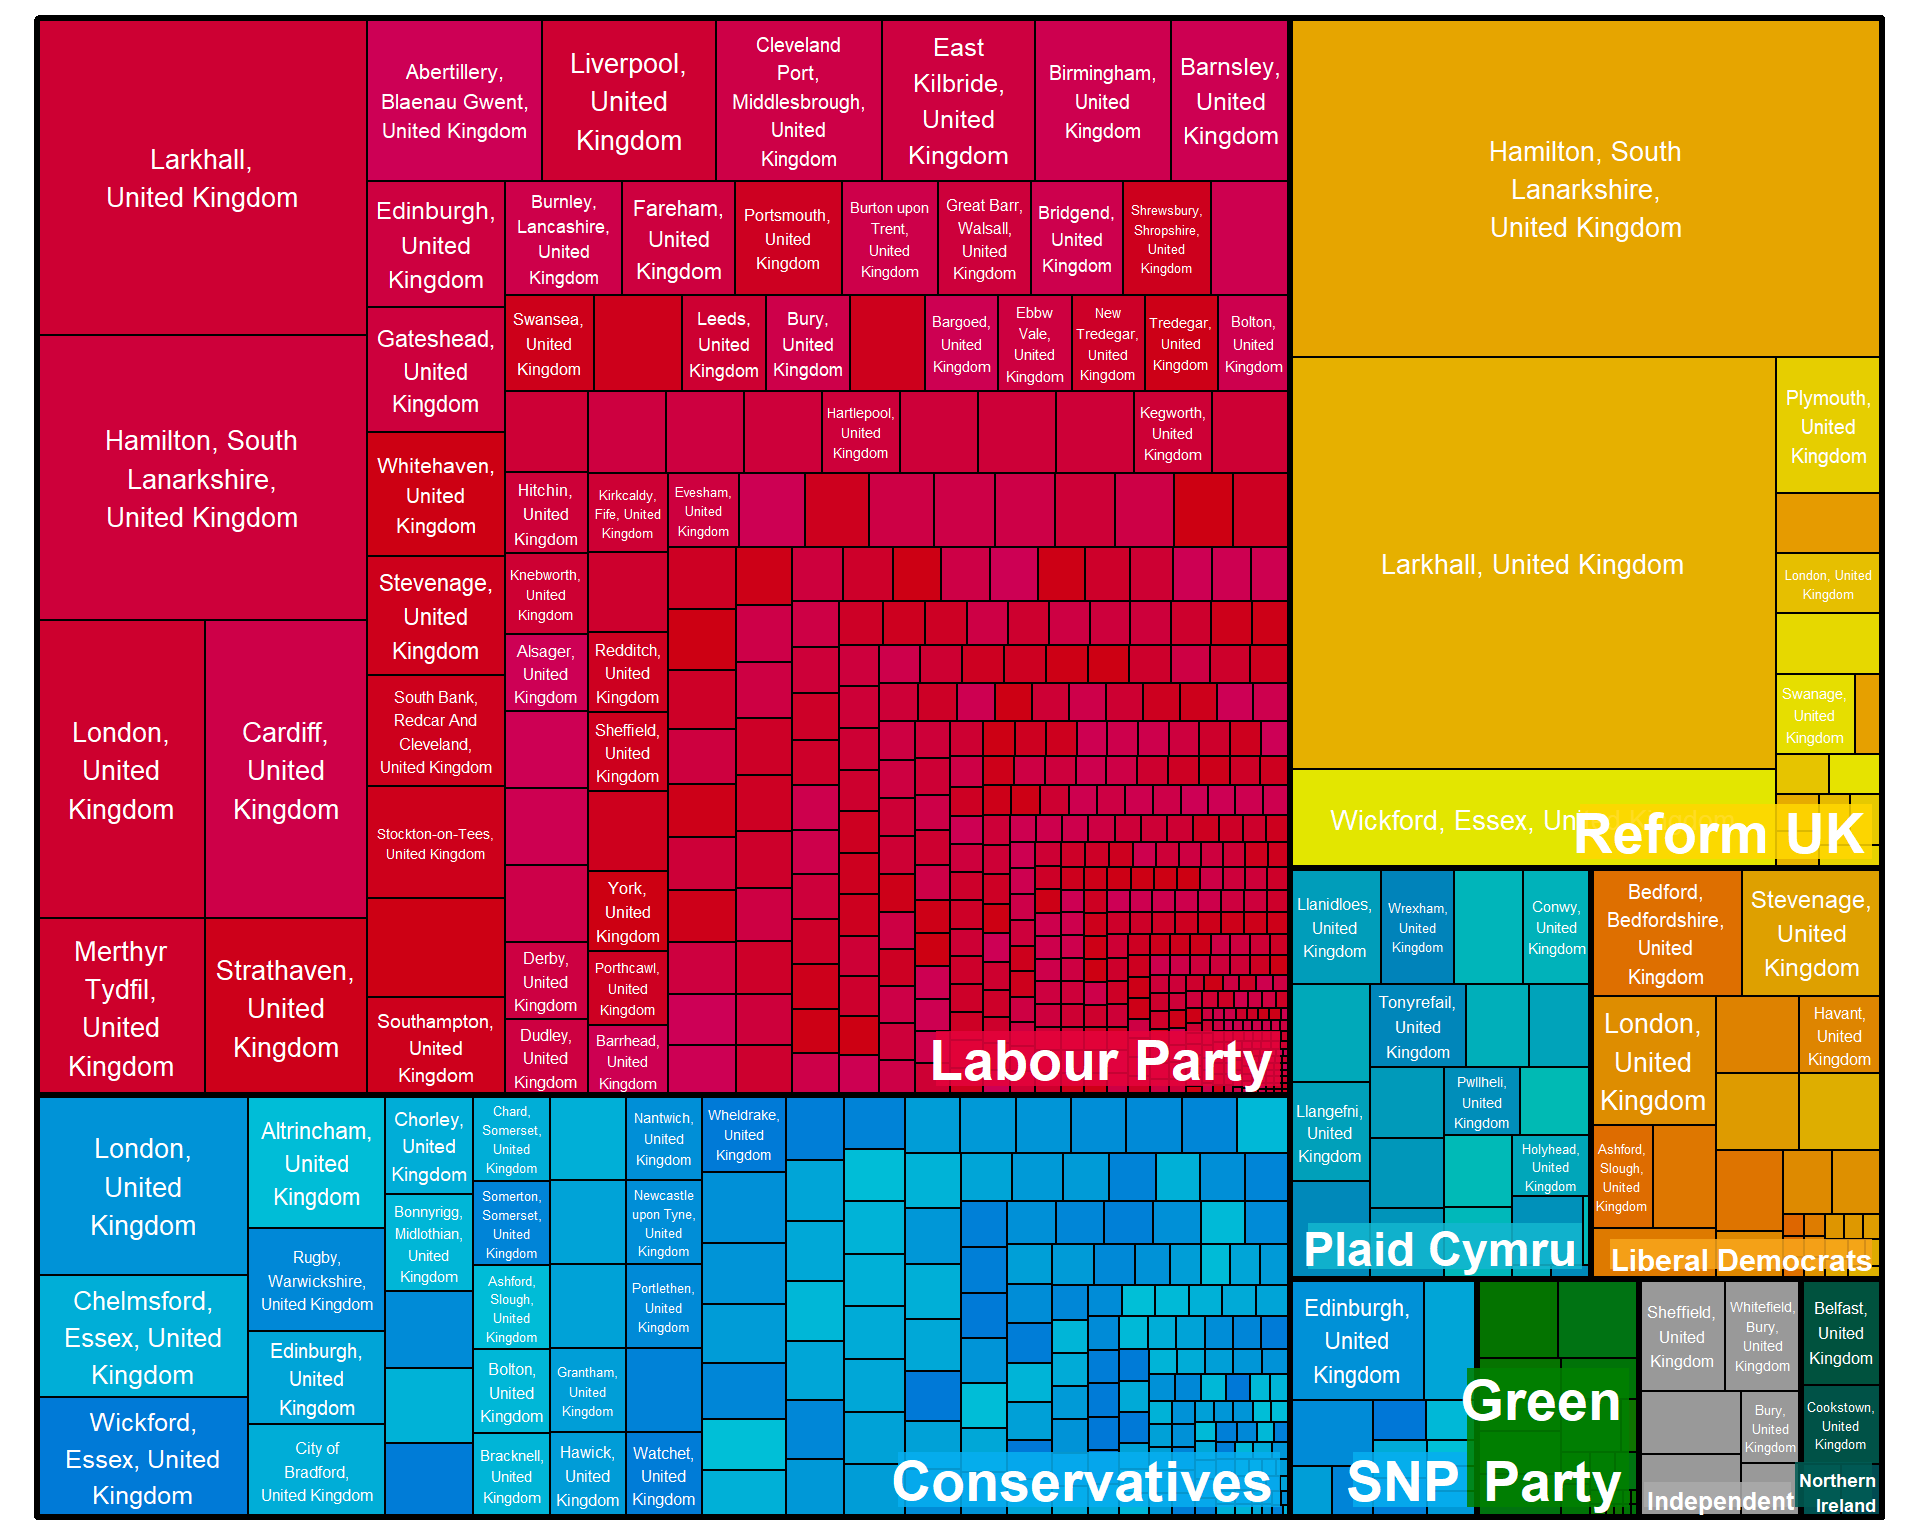 Larkhall,
United Kingdom
Hamilton, South
Lanarkshire,
United Kingdom
London,
United
Kingdom
Cardiff,
United
Kingdom
Merthyr
Tydfil,
United
Kingdom
Strathaven,
United
Kingdom
Abertillery,
Blaenau Gwent,
United Kingdom
Liverpool,
United
Kingdom
Cleveland
Port,
Middlesbrough,
United
Kingdom
East
Kilbride,
United
Kingdom
Birmingham,
United
Kingdom
Barnsley,
United
Kingdom
Edinburgh,
United
Kingdom
Gateshead,
United
Kingdom
Whitehaven,
United
Kingdom
Stevenage,
United
Kingdom
South Bank,
Redcar And
Cleveland,
United Kingdom
Stockton-on-Tees,
United Kingdom
Southampton,
United
Kingdom
Burnley,
Lancashire,
United
Kingdom
Fareham,
United
Kingdom
Portsmouth,
United
Kingdom
Burton upon
Trent,
United
Kingdom
Great Barr,
Walsall,
United
Kingdom
Bridgend,
United
Kingdom
Shrewsbury,
Shropshire,
United
Kingdom
Swansea,
United
Kingdom
Leeds,
United
Kingdom
Bury,
United
Kingdom
Bargoed,
United
Kingdom
Ebbw
Vale,
United
Kingdom
New
Tredegar,
United
Kingdom
Tredegar,
United
Kingdom
Bolton,
United
Kingdom
Hartlepool,
United
Kingdom
Kegworth,
United
Kingdom
Hitchin,
United
Kingdom
Kirkcaldy,
Fife, United
Kingdom
Evesham,
United
Kingdom
Knebworth,
United
Kingdom
Alsager,
United
Kingdom
Redditch,
United
Kingdom
Sheffield,
United
Kingdom
York,
United
Kingdom
Derby,
United
Kingdom
Porthcawl,
United
Kingdom
Dudley,
United
Kingdom
Barrhead,
United
Kingdom
Labour Party
Hamilton, South
Lanarkshire,
United Kingdom
Larkhall, United Kingdom
Plymouth,
United
Kingdom
London, United
Kingdom
Swanage,
United
Kingdom
Wickford, Essex, United Kingdom
Reform UK
Llanidloes,
United
Kingdom
Wrexham,
United
Kingdom
Conwy,
United
Kingdom
Tonyrefail,
United
Kingdom
Llangefni,
United
Kingdom
Pwllheli,
United
Kingdom
Holyhead,
United
Kingdom
Plaid Cymru
Bedford,
Bedfordshire,
United
Kingdom
Stevenage,
United
Kingdom
London,
United
Kingdom
Havant,
United
Kingdom
Ashford,
Slough,
United
Kingdom
Liberal Democrats
London,
United
Kingdom
Chelmsford,
Essex, United
Kingdom
Wickford,
Essex, United
Kingdom
Altrincham,
United
Kingdom
Rugby,
Warwickshire,
United Kingdom
Edinburgh,
United
Kingdom
City of
Bradford,
United Kingdom
Chorley,
United
Kingdom
Bonnyrigg,
Midlothian,
United
Kingdom
Chard,
Somerset,
United
Kingdom
Somerton,
Somerset,
United
Kingdom
Ashford,
Slough,
United
Kingdom
Bolton,
United
Kingdom
Bracknell,
United
Kingdom
Grantham,
United
Kingdom
Hawick,
United
Kingdom
Nantwich,
United
Kingdom
Newcastle
upon Tyne,
United
Kingdom
Portlethen,
United
Kingdom
Watchet,
United
Kingdom
Wheldrake,
United
Kingdom
Conservatives
Edinburgh,
United
Kingdom
SNP
Green
Party
Sheffield,
United
Kingdom
Whitefield,
Bury,
United
Kingdom
Bury,
United
Kingdom
Independent
Belfast,
United
Kingdom
Cookstown,
United
Kingdom
Northern
Ireland